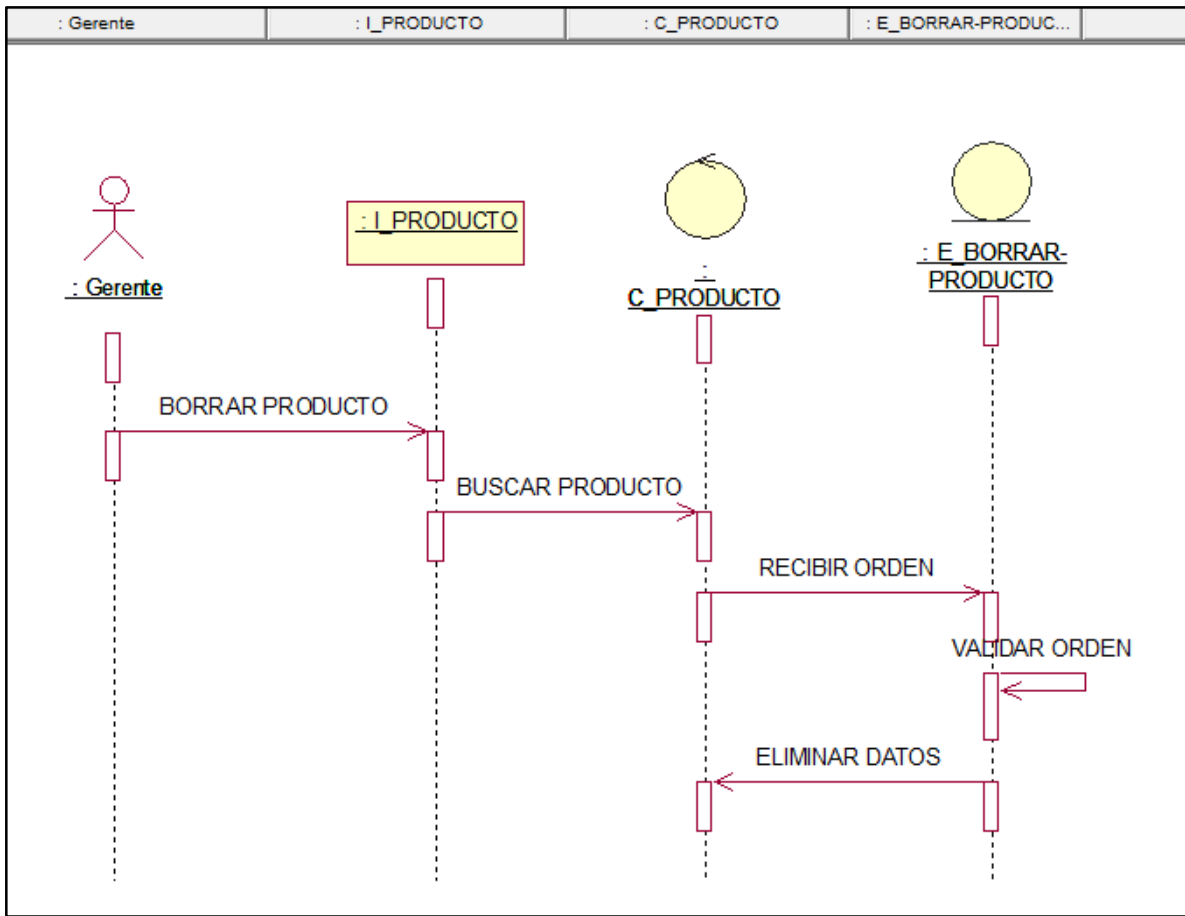 : Gerente
: I_PRODUCTO
: C_PRODUCTO
: E_BORRAR-PRODUC...
: I_PRODUCTO
: Gerente
:
C_PRODUCTO
: E_BORRAR-
PRODUCTO
BORRAR PRODUCTO
BUSCAR PRODUCTO
RECIBIR ORDEN
VALIDAR ORDEN
ELIMINAR DATOS